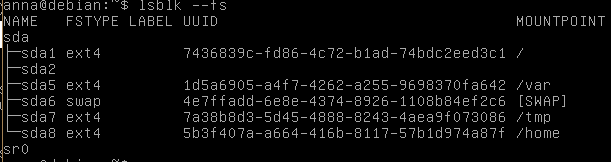 anna@debian:~$ lsblk --fs
NAME   FSTYPE LABEL UUID                                 MOUNTPOINT
sda
├─sda1 ext4         7436839c-fd86-4c72-b1ad-74bdc2eed3c1 /
├─sda2
├─sda5 ext4         1d5a6905-a4f7-4262-a255-9698370fa642 /var
├─sda6 swap         4e7ffadd-6e8e-4374-8926-1108b84ef2c6 [SWAP]
├─sda7 ext4         7a38b8d3-5d45-4888-8243-4aea9f073086 /tmp
└─sda8 ext4         5b3f407a-a664-416b-8117-57b1d974a87f /home
sr0
anna@debian:~$